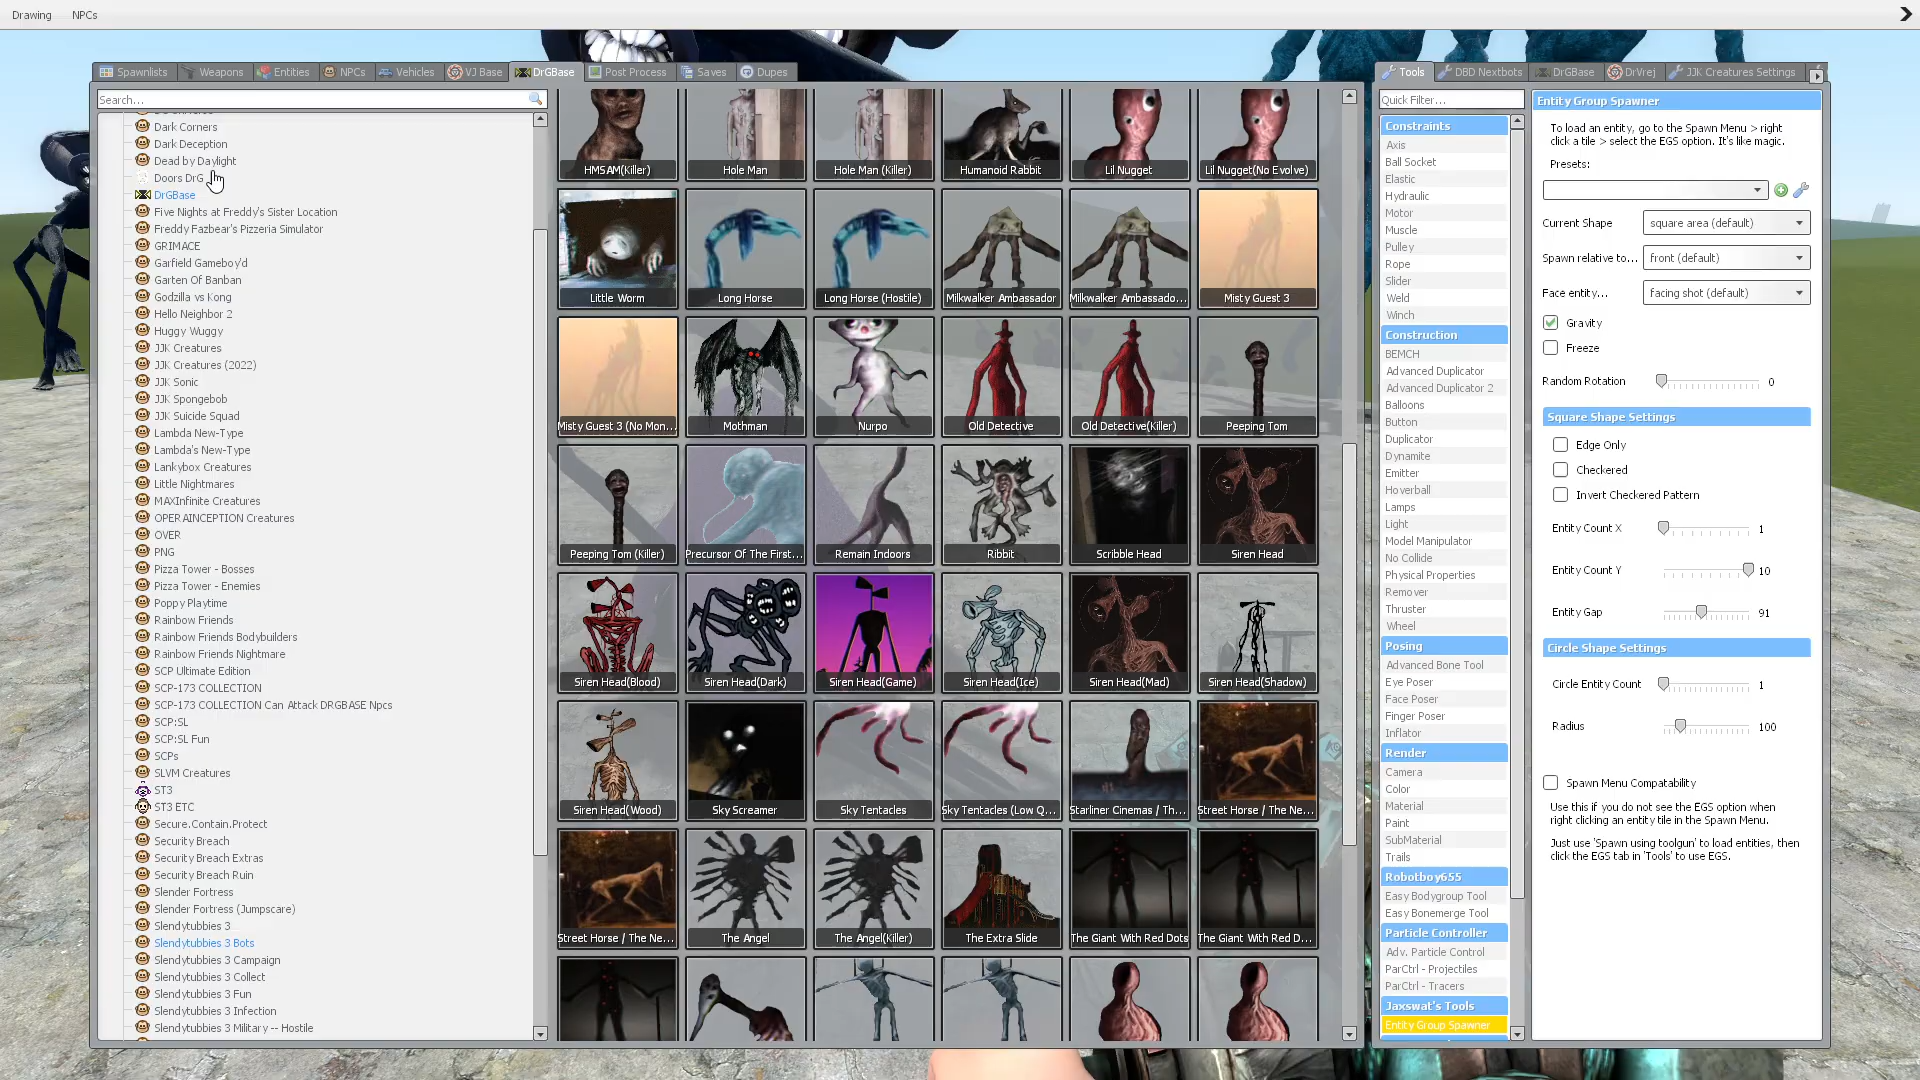 Drawing
NPCs
Spawnlists
Weapons
Entities
NPCs
Vehicles
VJ Base
DrGBase
Post Process
Saves
Dupes
Search...
Dark Corners
Dark Deception
Dead by Daylight
Doors DrG
DrGBase
Five Nights at Freddy's Sister Location
Freddy Fazbear's Pizzeria Simulator
GRIMACE
Garfield Gameboy'd
Garten Of Banban
Godzilla vs Kong
Hello Neighbor 2
Huggy Wuggy
JJK Creatures
JJK Creatures (2022)
JJK Sonic
JJK Spongebob
JJK Suicide Squad
Lambda New-Type
Lambda's New-Type
Lankybox Creatures
Little Nightmares
MAXInfinite Creatures
OPERAINCEPTION Creatures
OVER
PNG
Pizza Tower - Bosses
Pizza Tower - Enemies
Poppy Playtime
Rainbow Friends
Rainbow Friends Bodybuilders
Rainbow Friends Nightmare
SCP Ultimate Edition
SCP-173 COLLECTION
SCP-173 COLLECTION Can Attack DRGBASE Npcs
SCP:SL
SCP:SL Fun
SCPs
SLVM Creatures
ST3
ST3 ETC
Secure.Contain.Protect
Security Breach
Security Breach Extras
Security Breach Ruin
Slender Fortress
Slender Fortress (Jumpscare)
Slendytubbies 3
Slendytubbies 3 Bots
Slendytubbies 3 Campaign
Slendytubbies 3 Collect
Slendytubbies 3 Fun
Slendytubbies 3 Infection
Slendytubbies 3 Military -- Hostile
HMSAM(Killer)
Hole Man
Hole Man (Killer)
Humanoid Rabbit
Lil Nugget
Lil Nugget(No Evolve)
Little Worm
Long Horse
Long Horse (Hostile)
Milkwalker Ambassador
Milkwalker Ambassado...
Misty Guest 3
Misty Guest 3 (No Mon...
Mothman
Nurpo
Old Detective
Old Detective(Killer)
Peeping Tom
Peeping Tom (Killer)
Precursor Of The First...
Remain Indoors
Ribbit
Scribble Head
Siren Head
Siren Head(Blood)
Siren Head(Dark)
Siren Head(Game)
Siren Head(Ice)
Siren Head(Mad)
Siren Head(Shadow)
Siren Head(Wood)
Sky Screamer
Sky Tentacles
Sky Tentacles (Low Q...
Starliner Cinemas / Th...
Street Horse / The Ne...
Street Horse / The Ne...
The Angel
The Angel(Killer)
The Extra Slide
The Giant With Red Dots
The Giant With Red D...
Tools
DBD Nextbots
DrGBase
DrVrej
JJK Creatures Settings
Quick Filter...
Constraints
Axis
Ball Socket
Elastic
Hydraulic
Motor
Muscle
Pulley
Rope
Slider
Weld
Winch
Construction
BEMCH
Advanced Duplicator
Advanced Duplicator 2
Balloons
Button
Duplicator
Dynamite
Emitter
Hoverball
Lamps
Light
Model Manipulator
No Collide
Physical Properties
Remover
Thruster
Wheel
Posing
Advanced Bone Tool
Eye Poser
Face Poser
Finger Poser
Inflator
Render
Camera
Color
Material
Paint
SubMaterial
Trails
Robotboy655
Easy Bodygroup Tool
Easy Bonemerge Tool
Particle Controller
Adv. Particle Control
ParCtrl - Projectiles
ParCtrl - Tracers
Jaxswat's Tools
Entity Group Spawner
Entity Group Spawner
To load an entity, go to the Spawn Menu > right
click a tile > select the EGS option. It's like magic.
Presets:
Current Shape
square area (default)
Spawn relative to...
front (default)
Face entity...
facing shot (default)
Gravity
Freeze
Random Rotation
0
Square Shape Settings
Edge Only
Checkered
Invert Checkered Pattern
Entity Count X
1
Entity Count Y
10
Entity Gap
91
Circle Shape Settings
Circle Entity Count
1
Radius
100
Spawn Menu Compatability
Use this if you do not see the EGS option when
right clicking an entity tile in the Spawn Menu.
Just use 'Spawn using toolgun' to load entities, then
click the EGS tab in 'Tools' to use EGS.